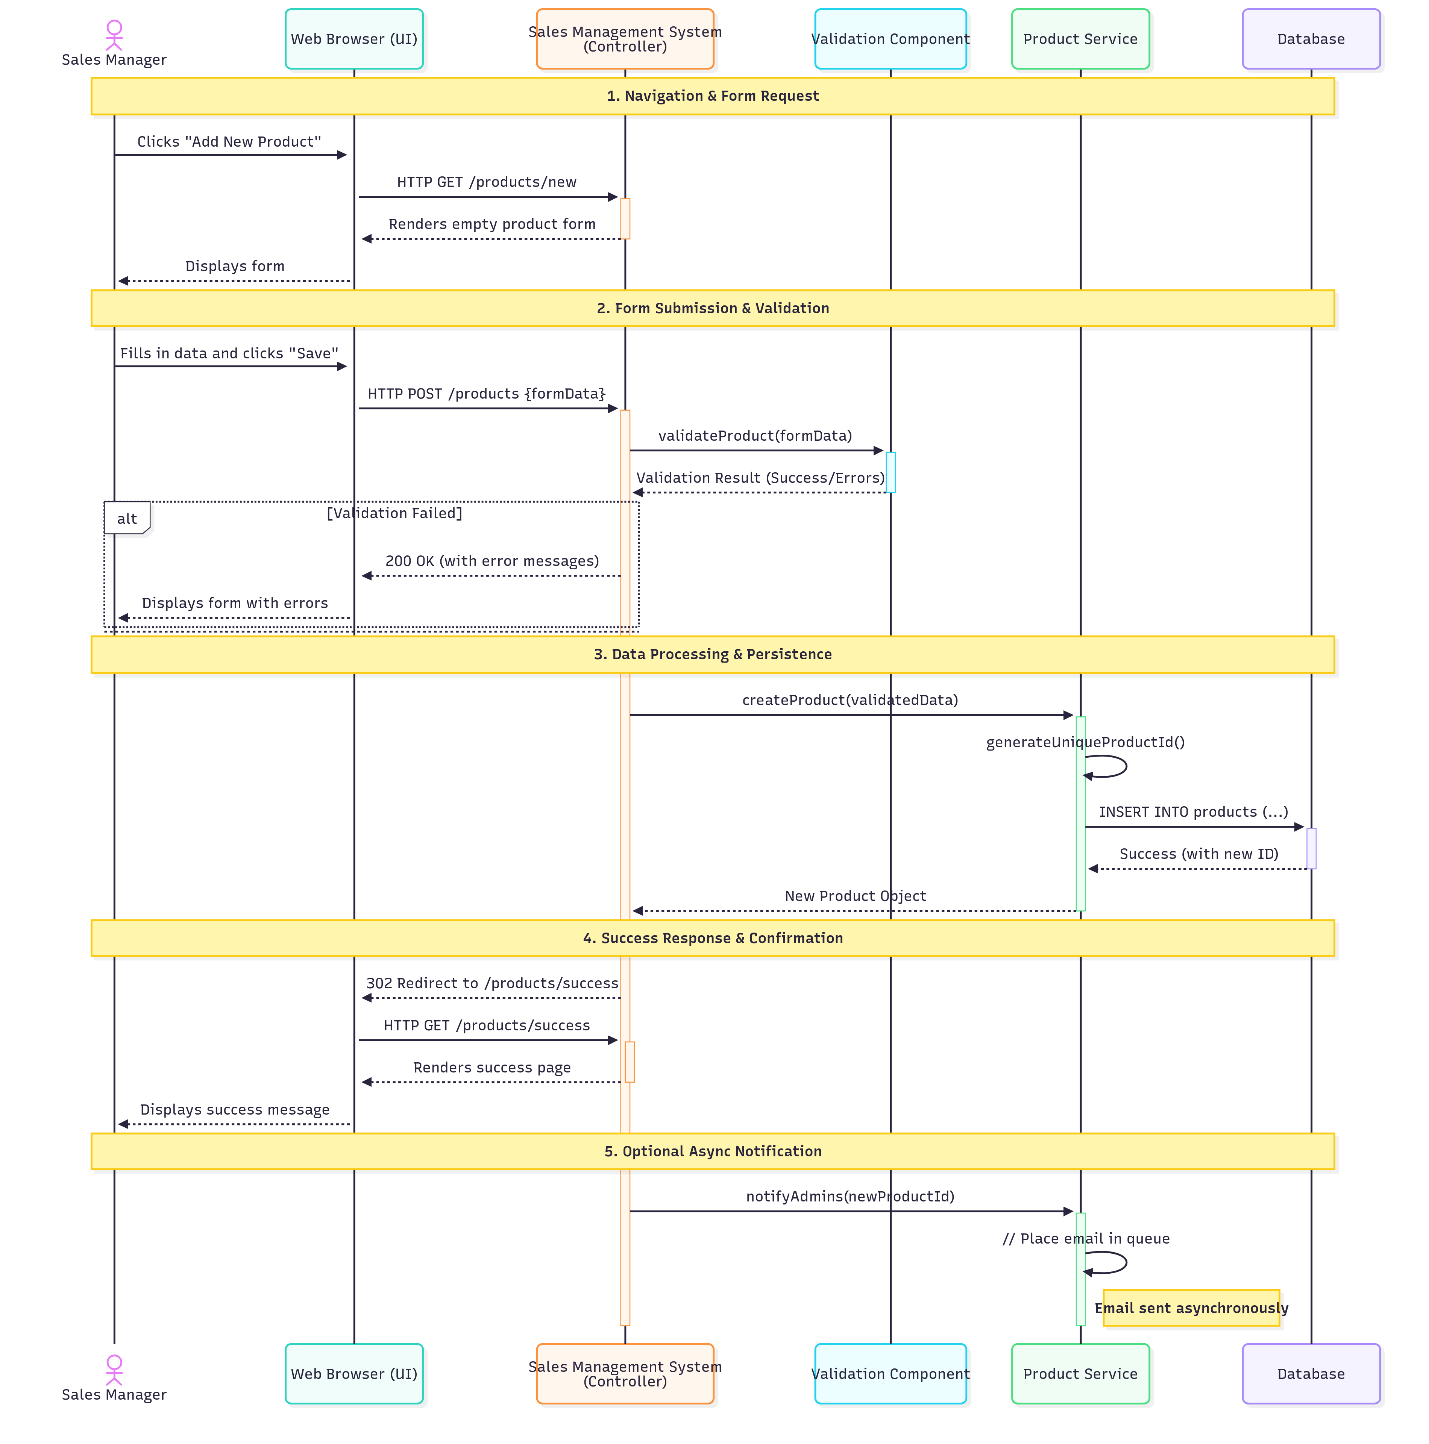 Sales Manager
Web Browser (UI)
Sales Management System
(Controller)
Validation Component
Product Service
Database
1. Navigation & Form Request
Clicks "Add New Product"
HTTP GET /products/new
Renders empty product form
Displays form
2. Form Submission & Validation
Fills in data and clicks "Save"
HTTP POST /products {formData}
validateProduct(formData)
Validation Result (Success/Errors)
alt
[Validation Failed]
200 OK (with error messages)
Displays form with errors
3. Data Processing & Persistence
createProduct(validatedData)
generateUniqueProductId()
INSERT INTO products (...)
Success (with new ID)
New Product Object
4. Success Response & Confirmation
302 Redirect to /products/success
HTTP GET /products/success
Renders success page
Displays success message
5. Optional Async Notification
notifyAdmins(newProductId)
// Place email in queue
Email sent asynchronously
Sales Manager
Web Browser (UI)
Sales Management System
(Controller)
Validation Component
Product Service
Database